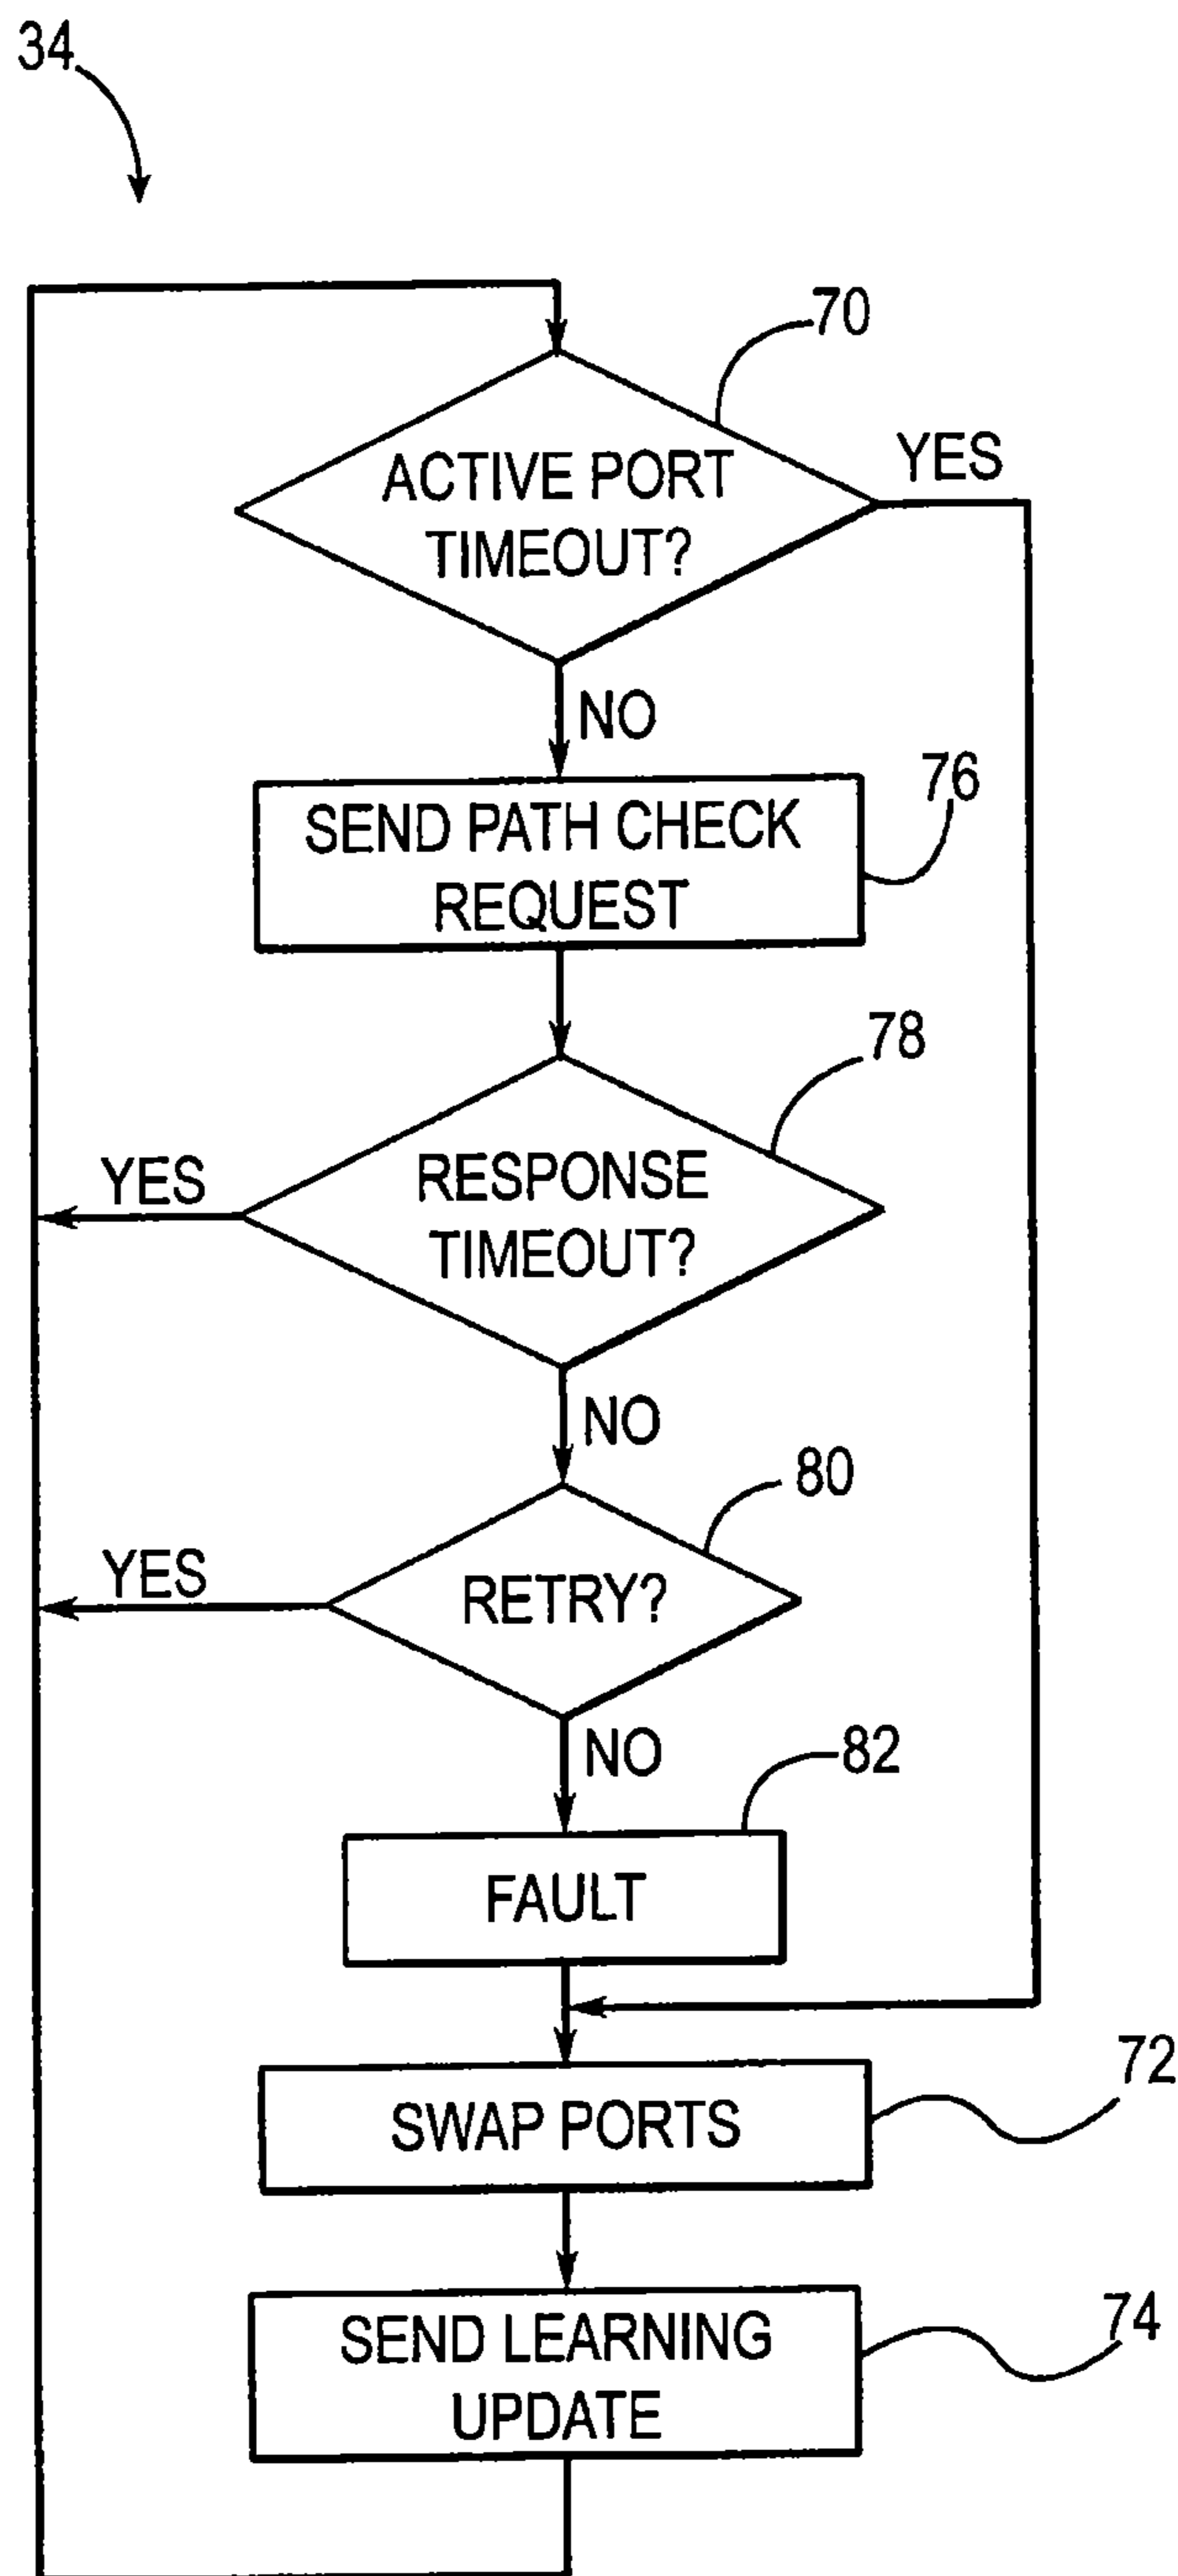 34
70
ACTIVE PORT
TIMEOUT?
YES
NO
76
SEND PATH CHECK
REQUEST
78
RESPONSE
TIMEOUT?
YES
NO
80
RETRY?
YES
NO
82
FAULT
72
SWAP PORTS
74
SEND LEARNING
UPDATE